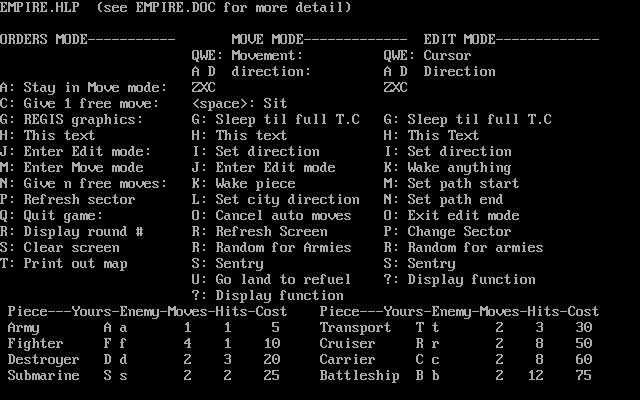 EMPIRE.HLP  (see EMPIRE.DOC for more detail)
ORDERS MODE-----------       MOVE MODE-------------  EDIT MODE-------------
                        QWE: Movement:          QWE: Cursor
                        A D  direction:         A D  Direction
A: Stay in Move mode:   ZXC                     ZXC
C: Give 1 free move:    <space>: Sit
G: REGIS graphics:      G: Sleep til full T.C   G: Sleep til full T.C
H: This text            H: This text            H: This Text
J: Enter Edit mode:     I: Set direction        I: Set direction
M: Enter Move mode      J: Enter Edit mode      K: Wake anything
N: Give n free moves:   K: Wake piece           M: Set path start
P: Refresh sector       L: Set city direction   N: Set path end
Q: Quit game:           O: Cancel auto moves    O: Exit edit mode
R: Display round #      R: Refresh Screen       P: Change Sector
S: Clear screen         R: Random for Armies    R: Random for armies
T: Print out map        S: Sentry               S: Sentry
                        U: Go land to refuel    ?: Display function
                        ?: Display function
 Piece---Yours-Enemy-Moves-Hits-Cost    Piece---Yours-Enemy-Moves-Hits-Cost
 Army        A a        1    1     5    Transport   T t       2    3    30
 Fighter     F f        4    1    10    Cruiser     R r       2    8    50
 Destroyer   D d        2    3    20    Carrier     C c       2    8    60
 Submarine   S s        2    2    25    Battleship  B b       2   12    75